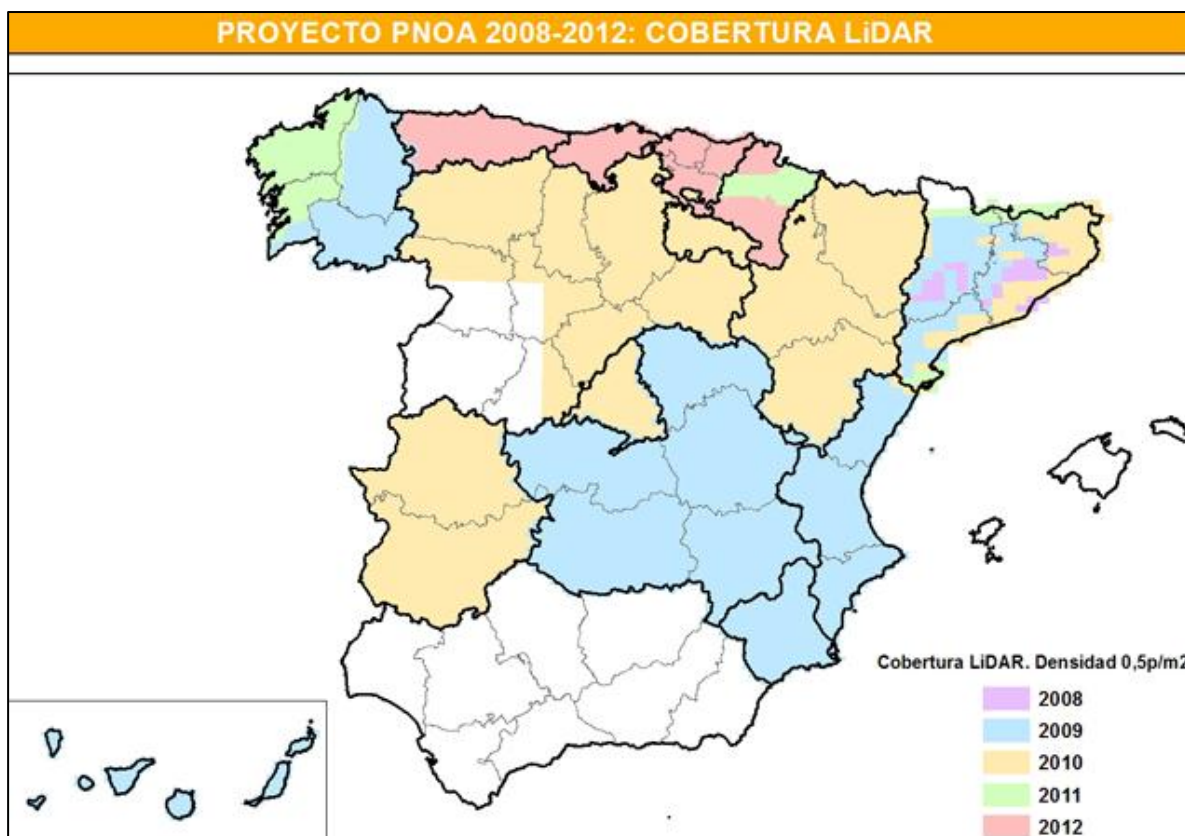 PROYECTO PNOA 2008-2012: COBERTURA LiDAR
Cobertura LiDAR. Densidad 0,5p/m2
2008
2009
2010
2011
2012